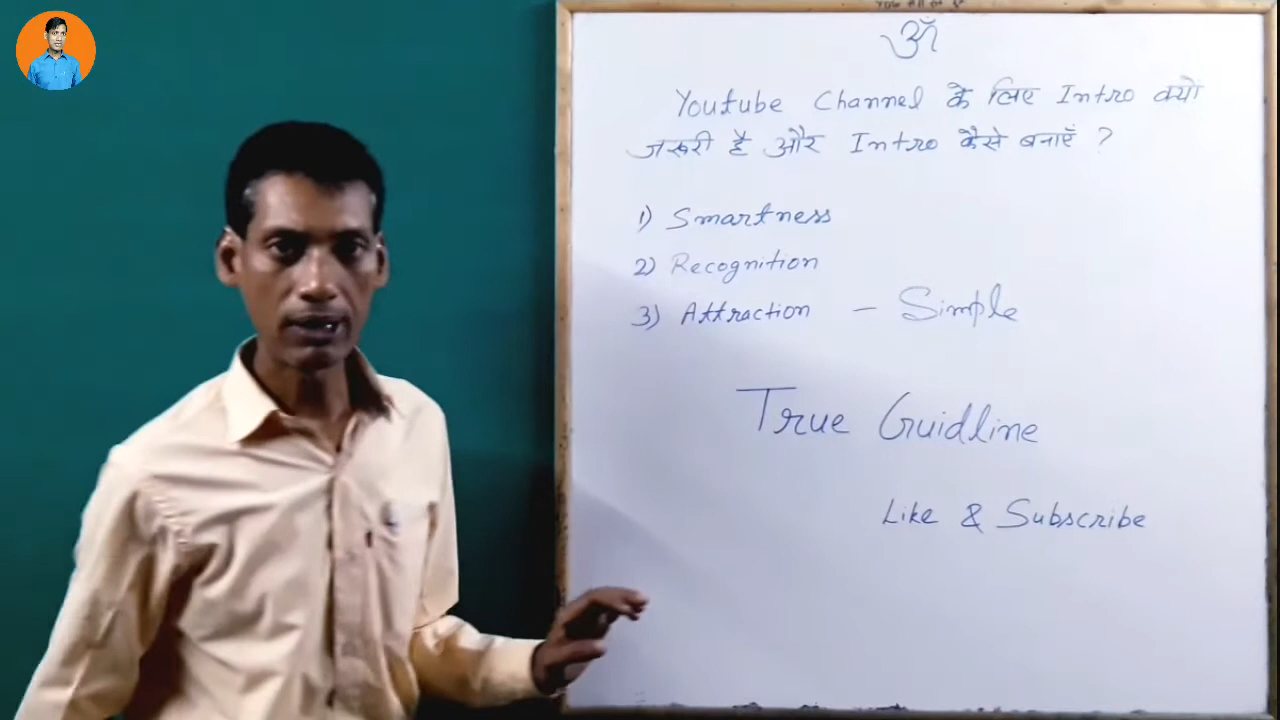 ॐ
Youtube Channel के लिए Intro क्यो
जरूरी है और Intro कैसे बनाएँ ?
1) Smartness
2) Recognition
3) Attraction – Simple
True Guidline
Like & Subscribe